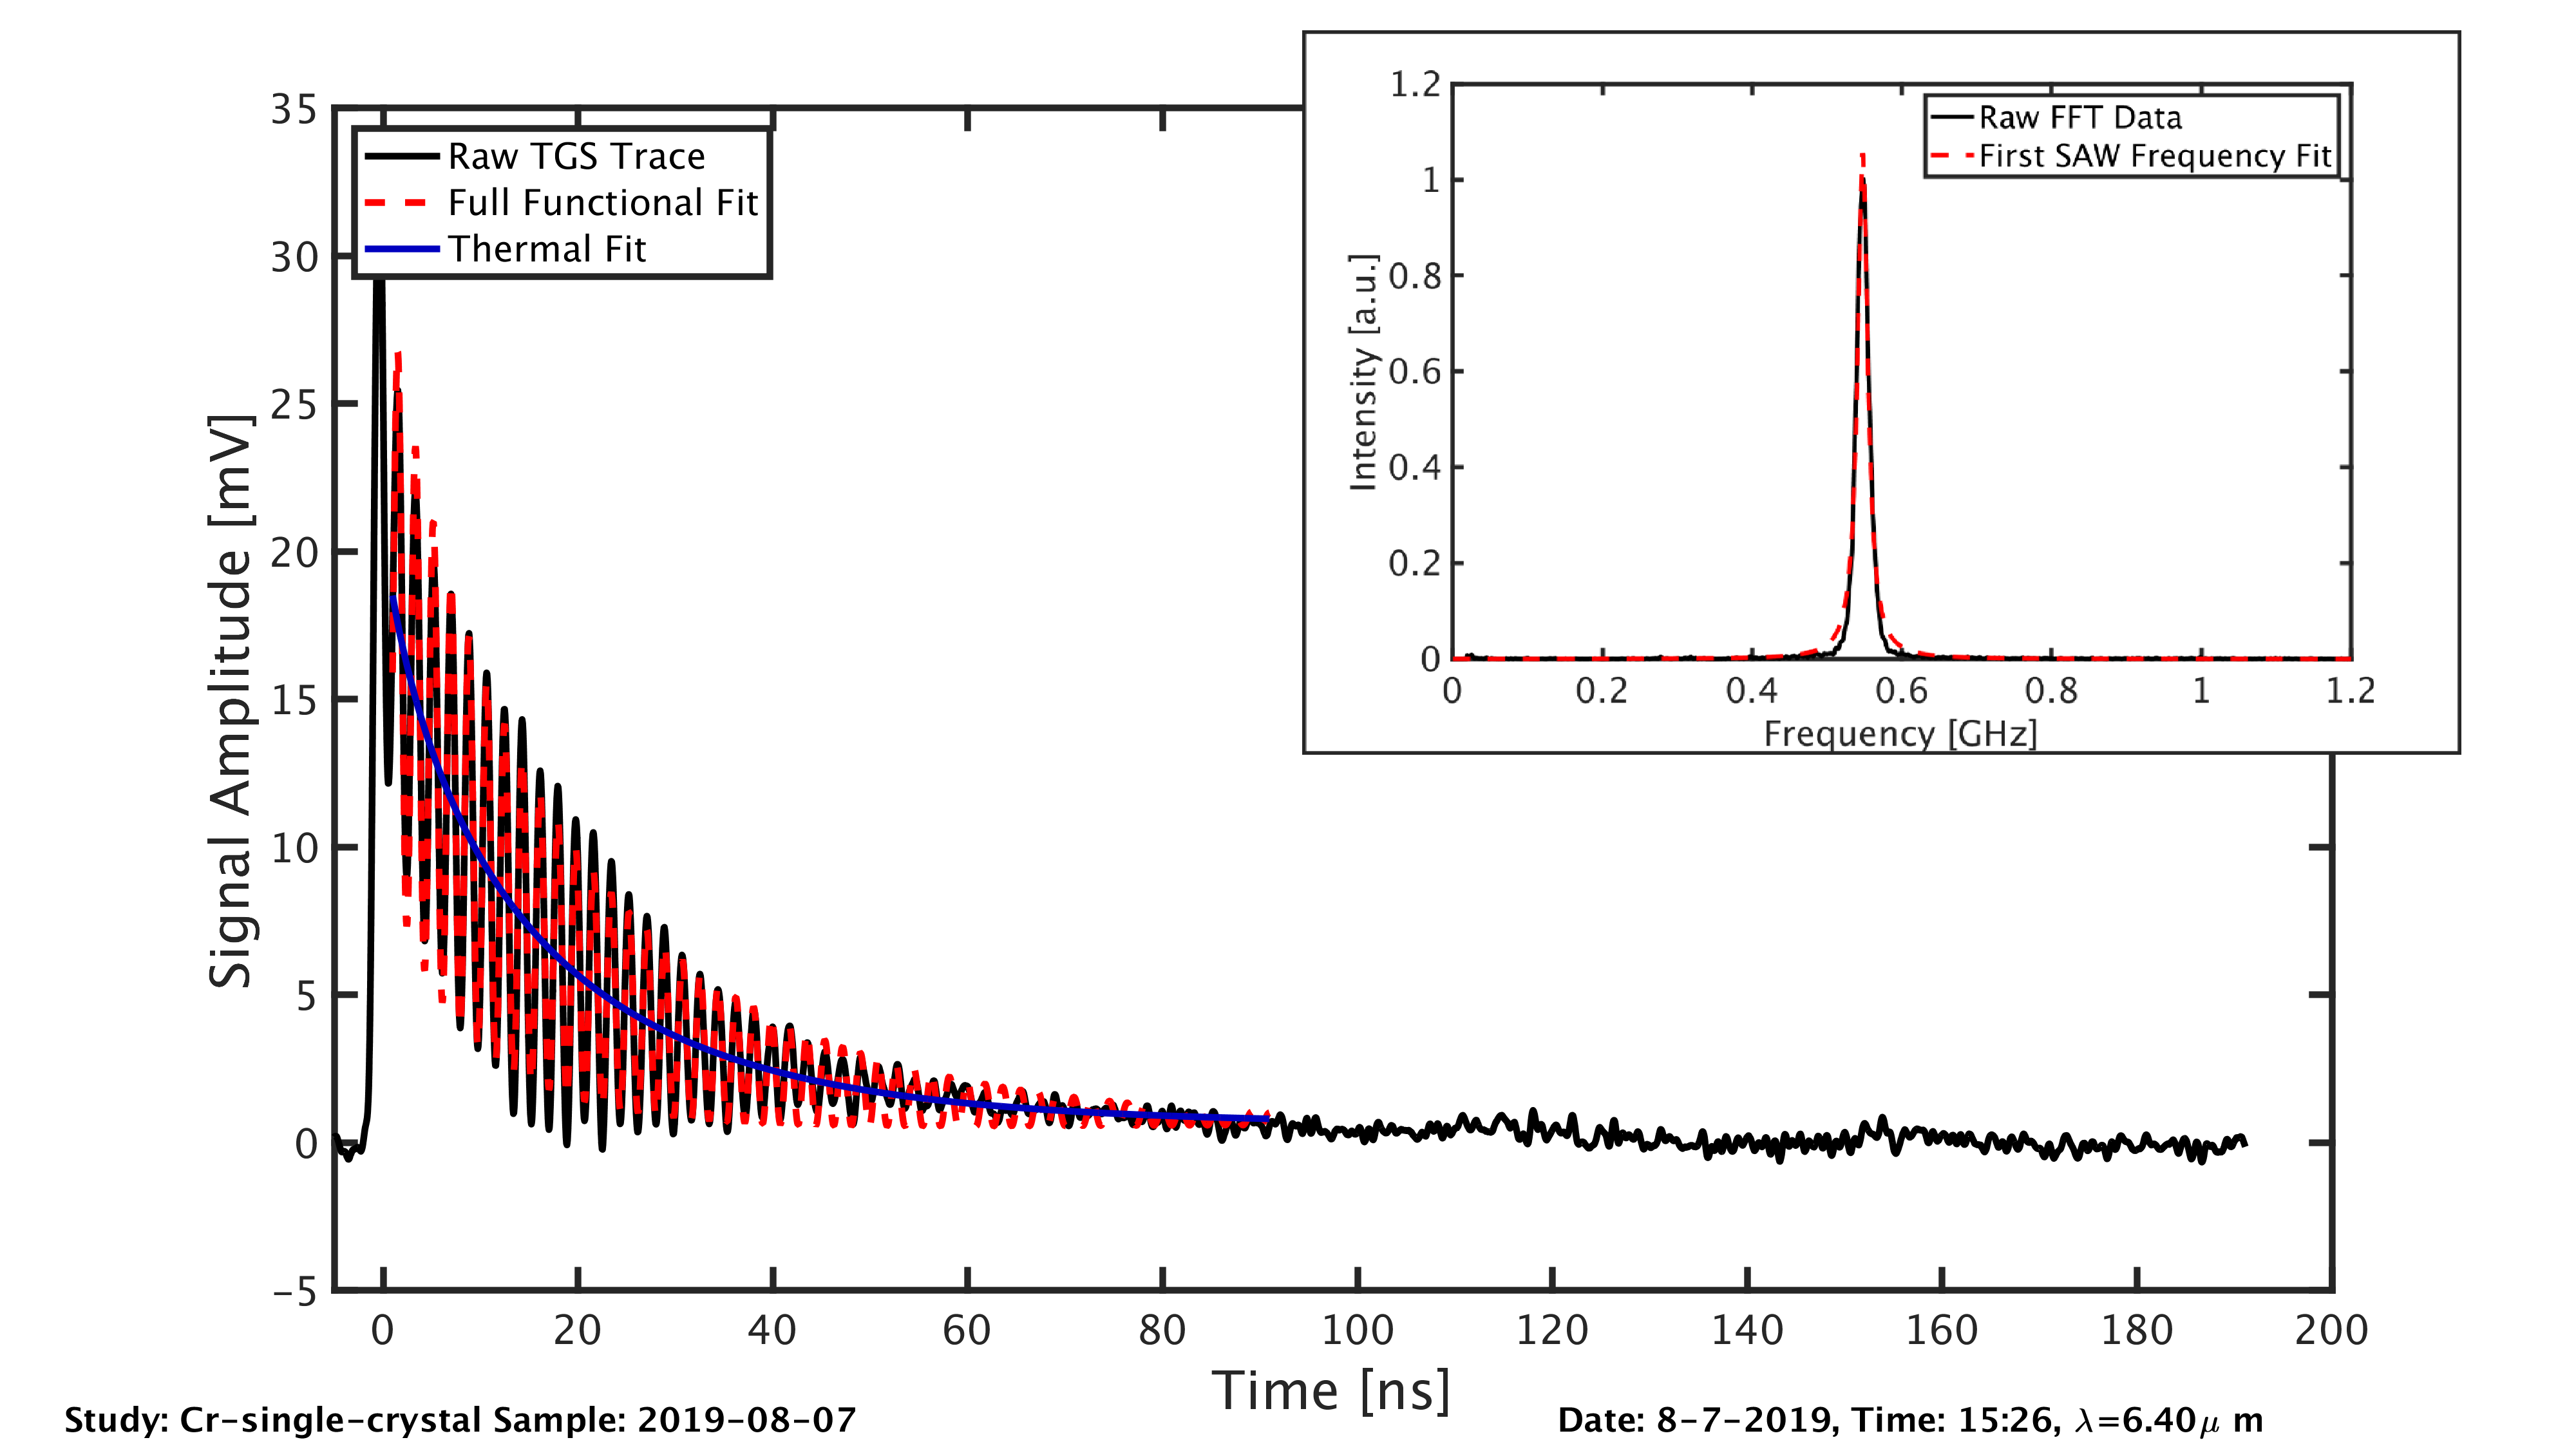 35
30
25
20
15
10
5
0
-5
Signal Amplitude [mV]
Raw TGS Trace
Full Functional Fit
Thermal Fit
0 20 40 60 80 100 120 140 160 180 200
Time [ns]
1.2
1
0.8
0.6
0.4
0.2
0
Intensity [a.u.]
Raw FFT Data
First SAW Frequency Fit
0 0.2 0.4 0.6 0.8 1 1.2
Frequency [GHz]
Study: Cr-single-crystal Sample: 2019-08-07
Date: 8-7-2019, Time: 15:26, λ=6.40μ m